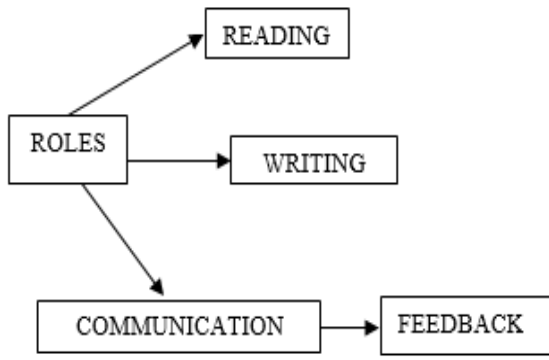 READING
ROLES
WRITING
COMMUNICATION
FEEDBACK